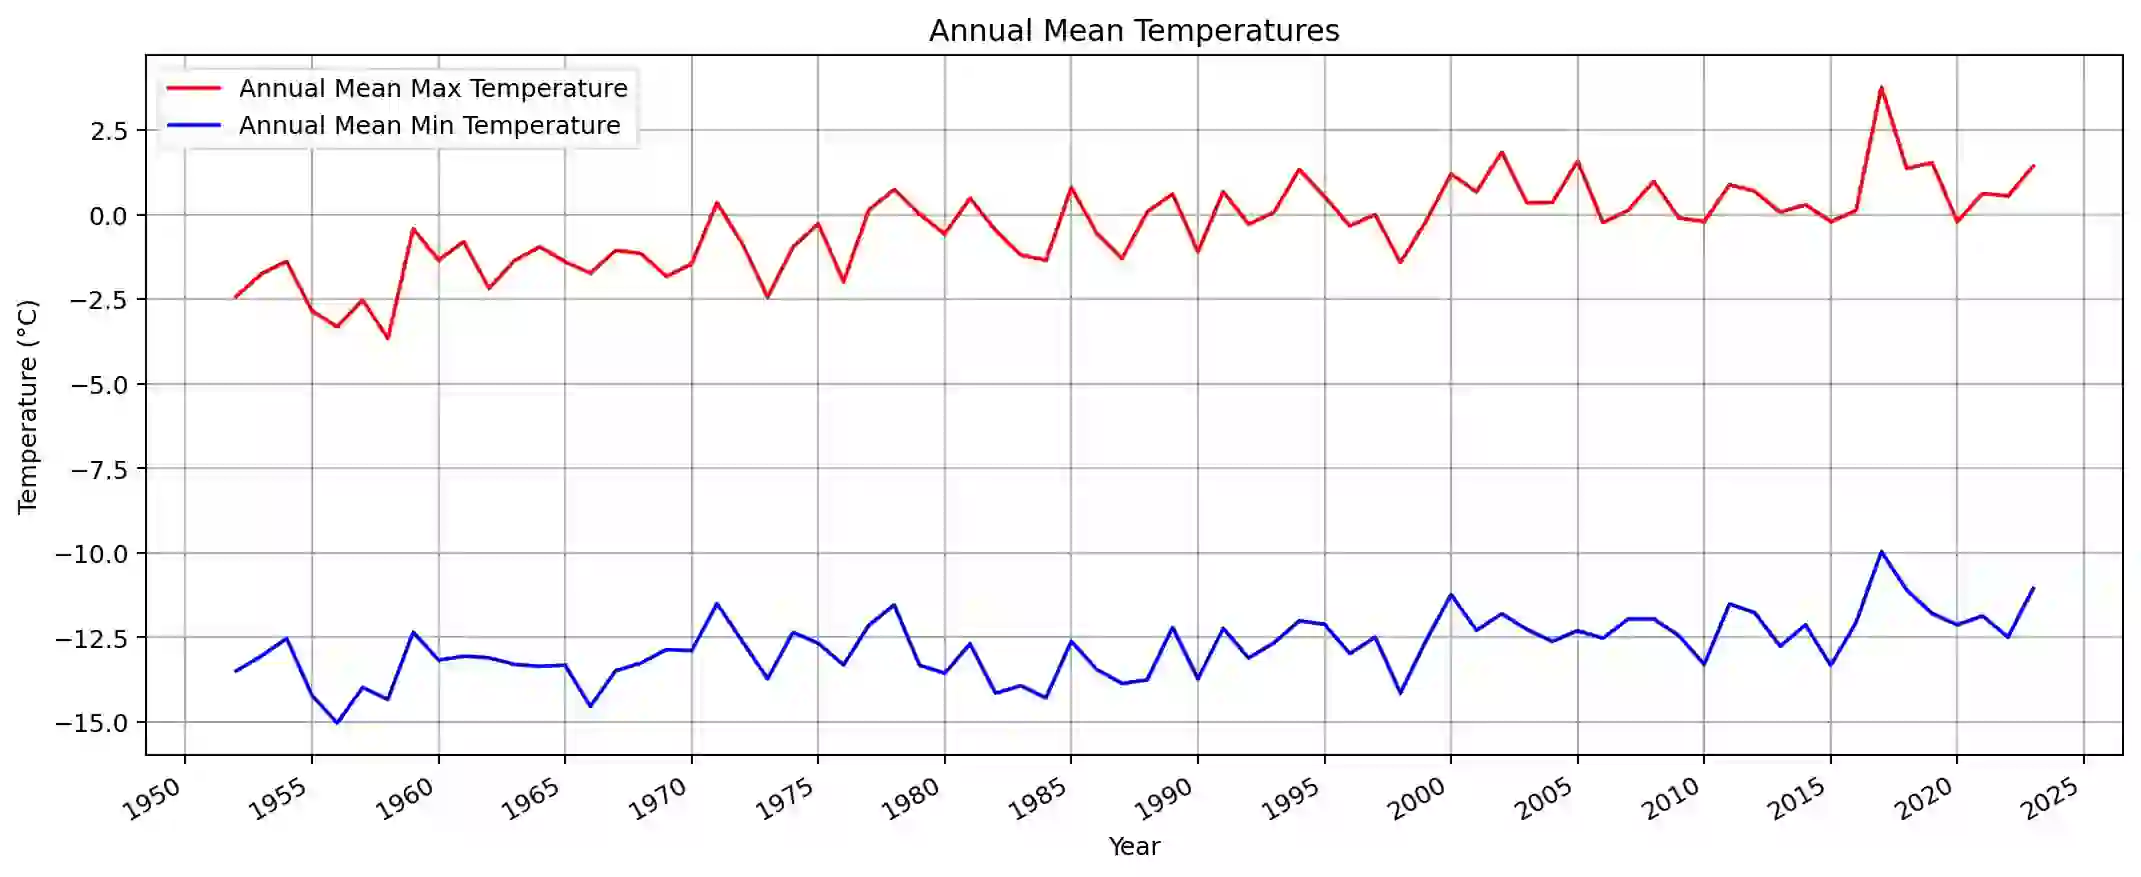 Annual Mean Temperatures
Annual Mean Max Temperature
Annual Mean Min Temperature
Temperature (°C)
2.5
0.0
−2.5
−5.0
−7.5
−10.0
−12.5
−15.0
1950 1955 1960 1965 1970 1975 1980 1985 1990 1995 2000 2005 2010 2015 2020 2025
Year